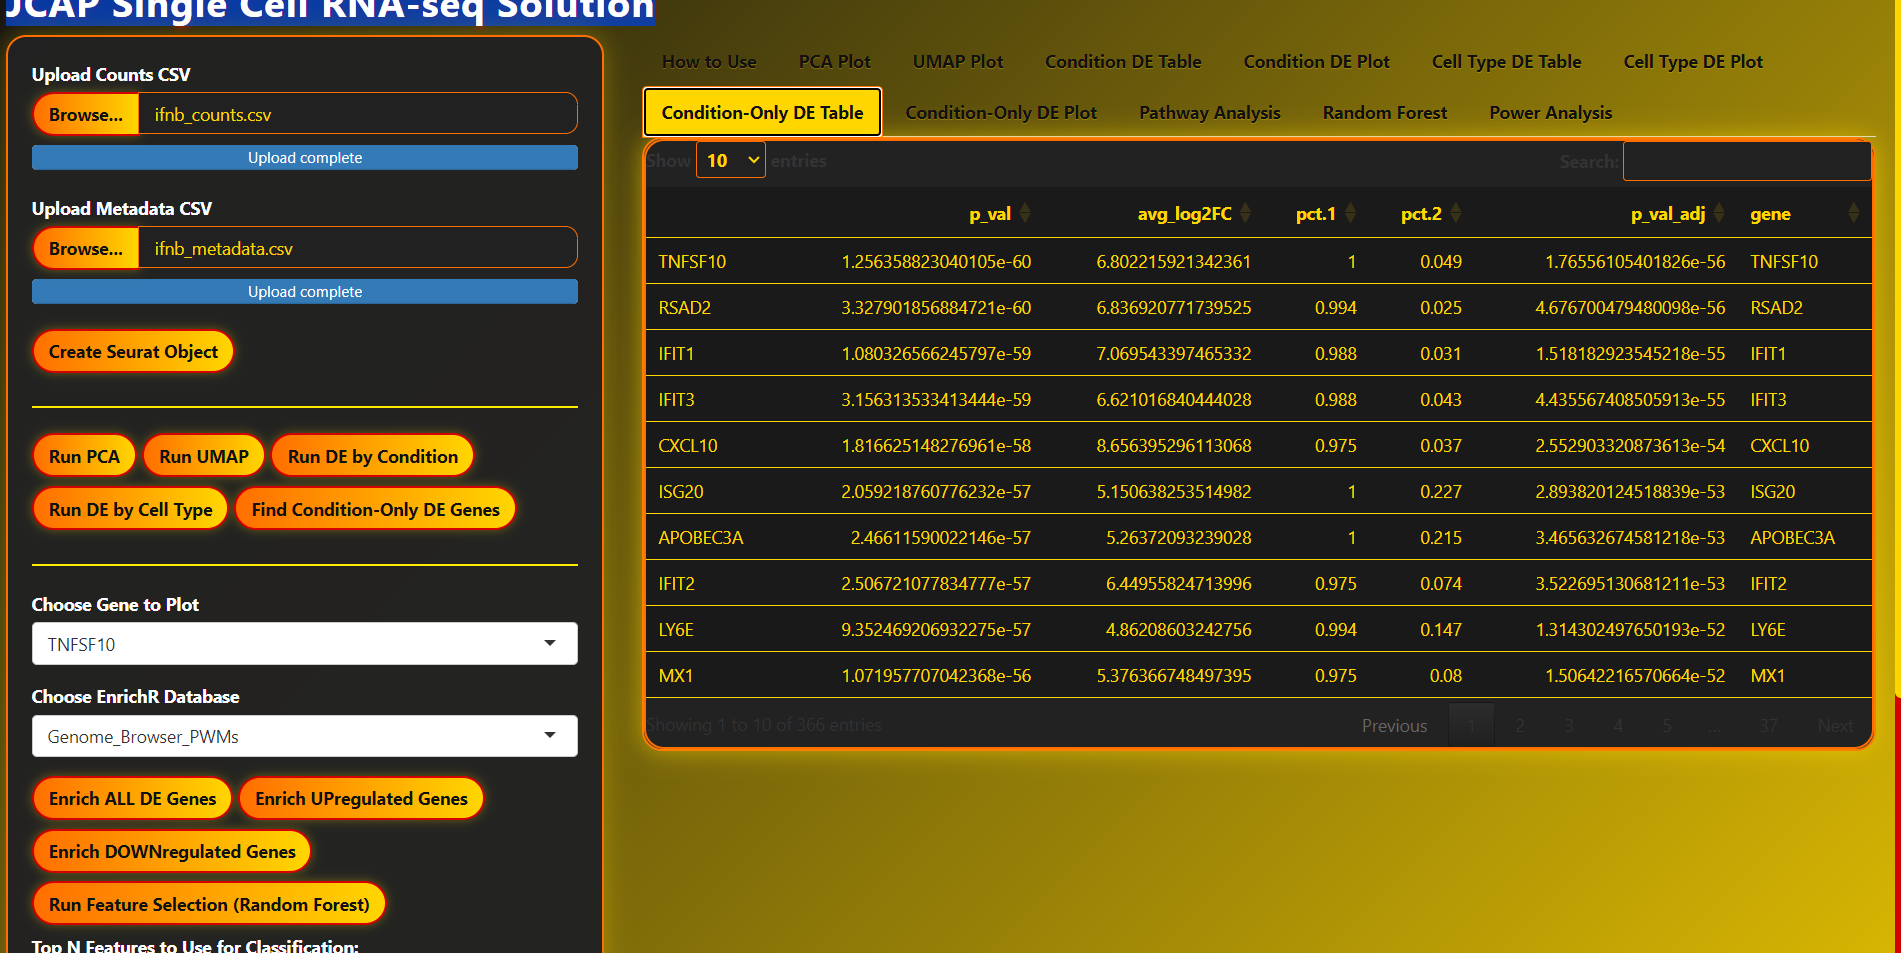 JCAP Single Cell RNA-seq Solution
Upload Counts CSV
Browse... ifnb_counts.csv
Upload complete
Upload Metadata CSV
Browse... ifnb_metadata.csv
Upload complete
Create Seurat Object
Run PCA Run UMAP Run DE by Condition
Run DE by Cell Type Find Condition-Only DE Genes
Choose Gene to Plot
TNFSF10
Choose EnrichR Database
Genome_Browser_PWMs
Enrich ALL DE Genes Enrich UPregulated Genes
Enrich DOWNregulated Genes
Run Feature Selection (Random Forest)
Top N Features to Use for Classification:
How to Use PCA Plot UMAP Plot Condition DE Table Condition DE Plot Cell Type DE Table Cell Type DE Plot
Condition-Only DE Table Condition-Only DE Plot Pathway Analysis Random Forest Power Analysis
Show 10 entries Search:
p_val avg_log2FC pct.1 pct.2 p_val_adj gene
TNFSF10 1.256358823040105e-60 6.802215921342361 1 0.049 1.76556105401826e-56 TNFSF10
RSAD2 3.327901856884721e-60 6.836920771739525 0.994 0.025 4.676700479480098e-56 RSAD2
IFIT1 1.080326566245797e-59 7.069543397465332 0.988 0.031 1.518182923545218e-55 IFIT1
IFIT3 3.156313533413444e-59 6.621016840444028 0.988 0.043 4.435567408505913e-55 IFIT3
CXCL10 1.816625148276961e-58 8.656395296113068 0.975 0.037 2.552903320873613e-54 CXCL10
ISG20 2.059218760776232e-57 5.150638253514982 1 0.227 2.893820124518839e-53 ISG20
APOBEC3A 2.46611590022146e-57 5.26372093239028 1 0.215 3.465632674581218e-53 APOBEC3A
IFIT2 2.506721077834777e-57 6.44955824713996 0.975 0.074 3.522695130681211e-53 IFIT2
LY6E 9.352469206932275e-57 4.86208603242756 0.994 0.147 1.314302497650193e-52 LY6E
MX1 1.071957707042368e-56 5.376366748497395 0.975 0.08 1.50642216570664e-52 MX1
Showing 1 to 10 of 366 entries Previous 1 2 3 4 5 ... 37 Next